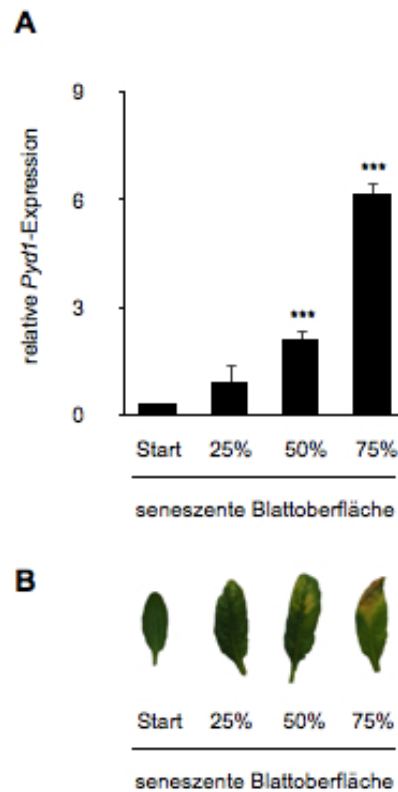 A
relative Pyd1-Expression
9
6
3
0
***
***
Start 25% 50% 75%
seneszente Blattoberfläche
B
Start 25% 50% 75%
seneszente Blattoberfläche